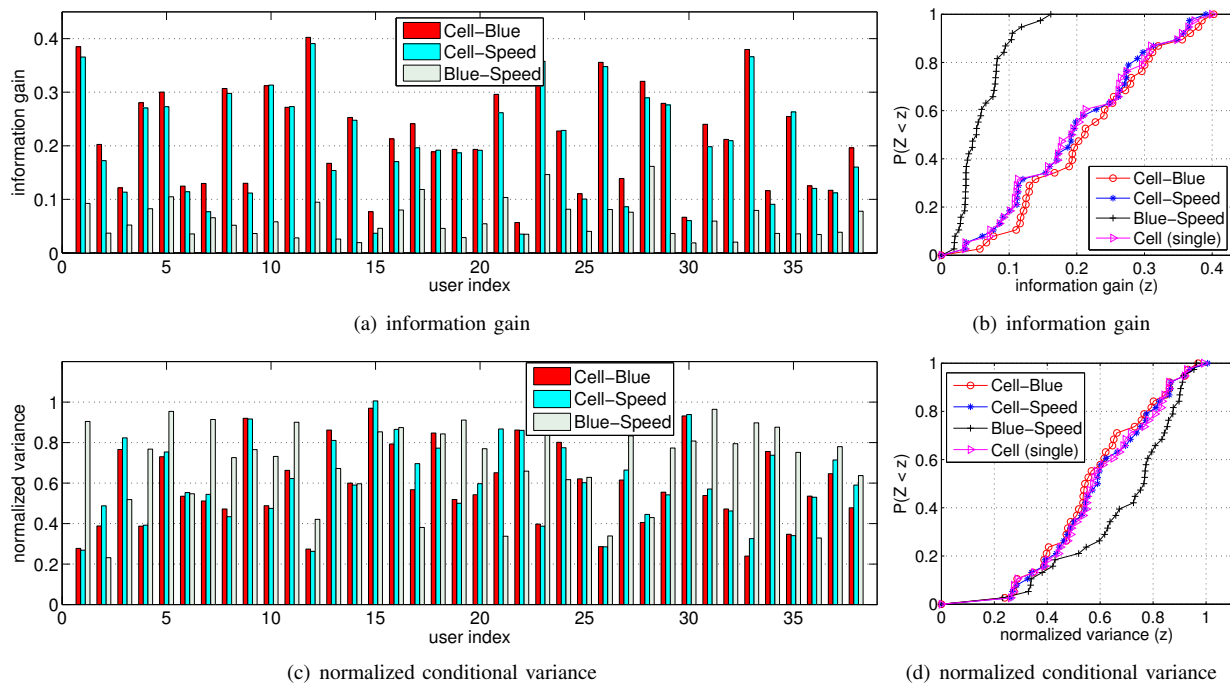 0.4
0.3
0.2
0.1
0
information gain
Cell-Blue
Cell-Speed
Blue-Speed
0 5 10 15 20 25 30 35
user index
(a) information gain
1
0.8
0.6
0.4
0.2
0
P(Z < z)
Cell-Blue
Cell-Speed
Blue-Speed
Cell (single)
0 0.1 0.2 0.3 0.4
information gain (z)
(b) information gain
1
0.8
0.6
0.4
0.2
0
normalized variance
Cell-Blue
Cell-Speed
Blue-Speed
0 5 10 15 20 25 30 35
user index
(c) normalized conditional variance
1
0.8
0.6
0.4
0.2
0
P(Z < z)
Cell-Blue
Cell-Speed
Blue-Speed
Cell (single)
0 0.2 0.4 0.6 0.8 1
normalized variance (z)
(d) normalized conditional variance